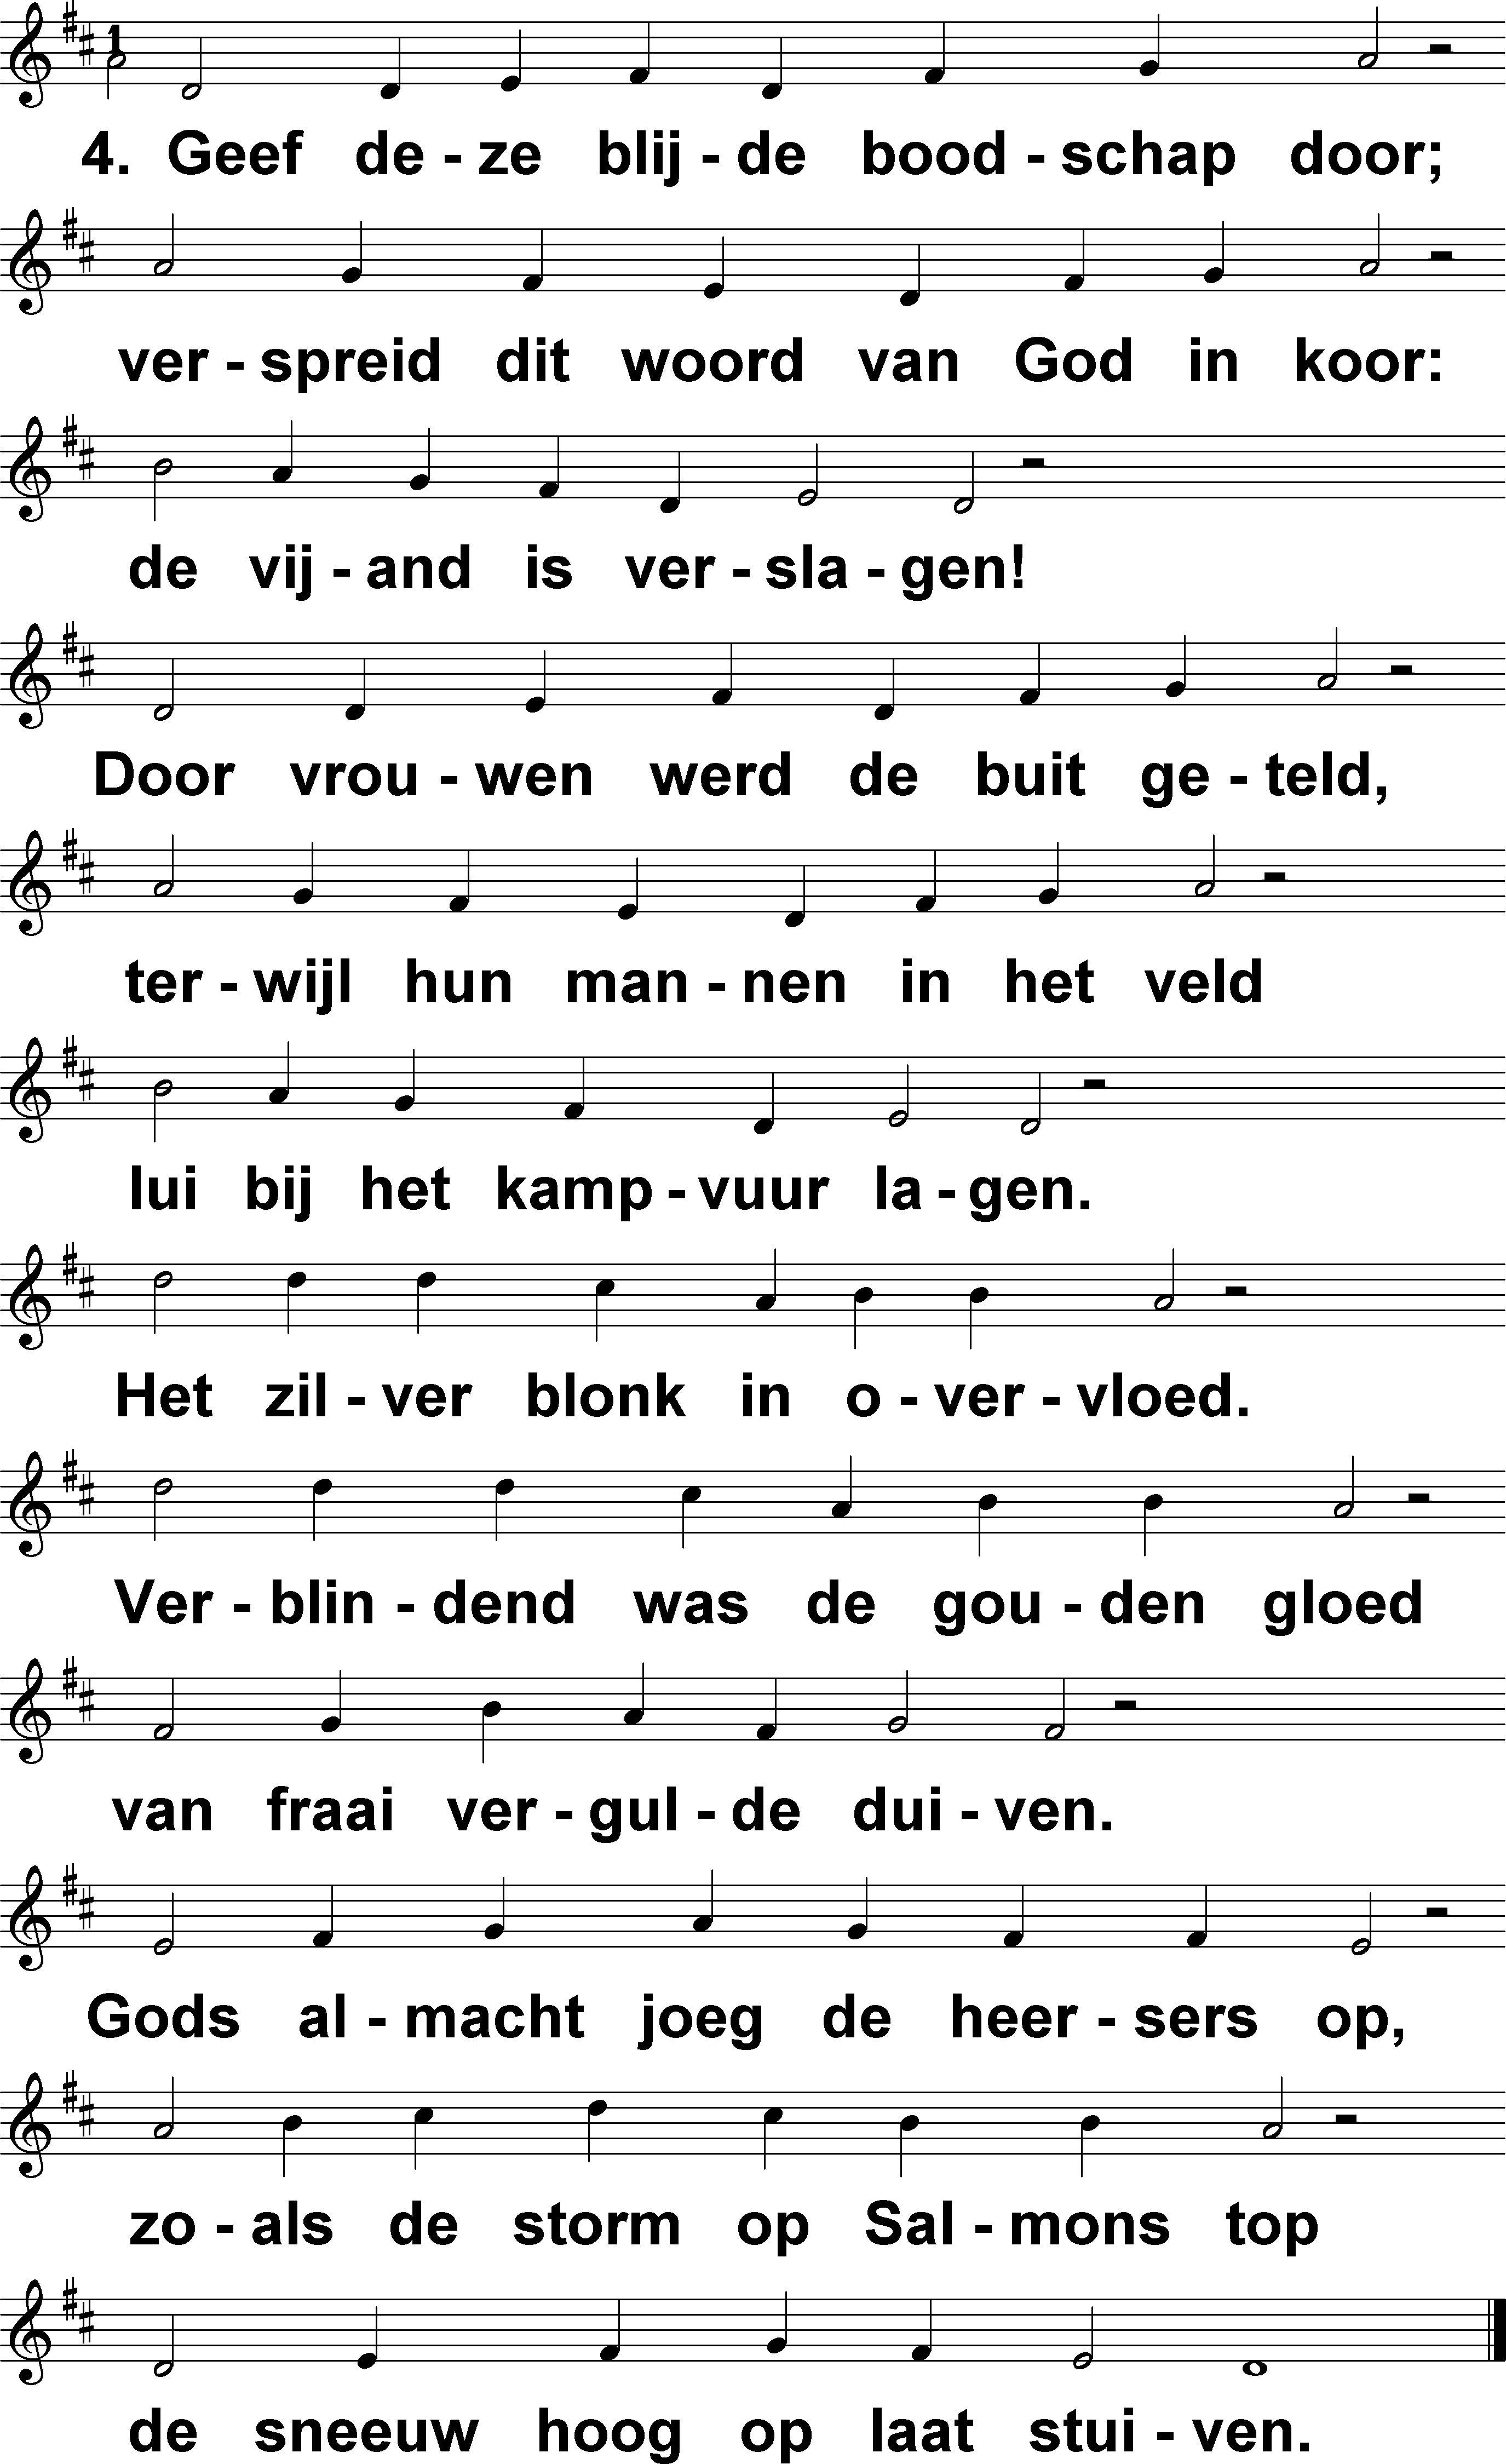 1
4. Geef de - ze blij - de bood - schap door;
ver - spreid dit woord van God in koor:
de vij - and is ver - sla - gen!
Door vrou - wen werd de buit ge - teld,
ter - wijl hun man - nen in het veld
lui bij het kamp - vuur la - gen.
Het zil - ver blonk in o - ver - vloed.
Ver - blin - dend was de gou - den gloed
van fraai ver - gul - de dui - ven.
Gods al - macht joeg de heer - sers op,
zo - als de storm op Sal - mons top
de sneeuw hoog op laat stui - ven.